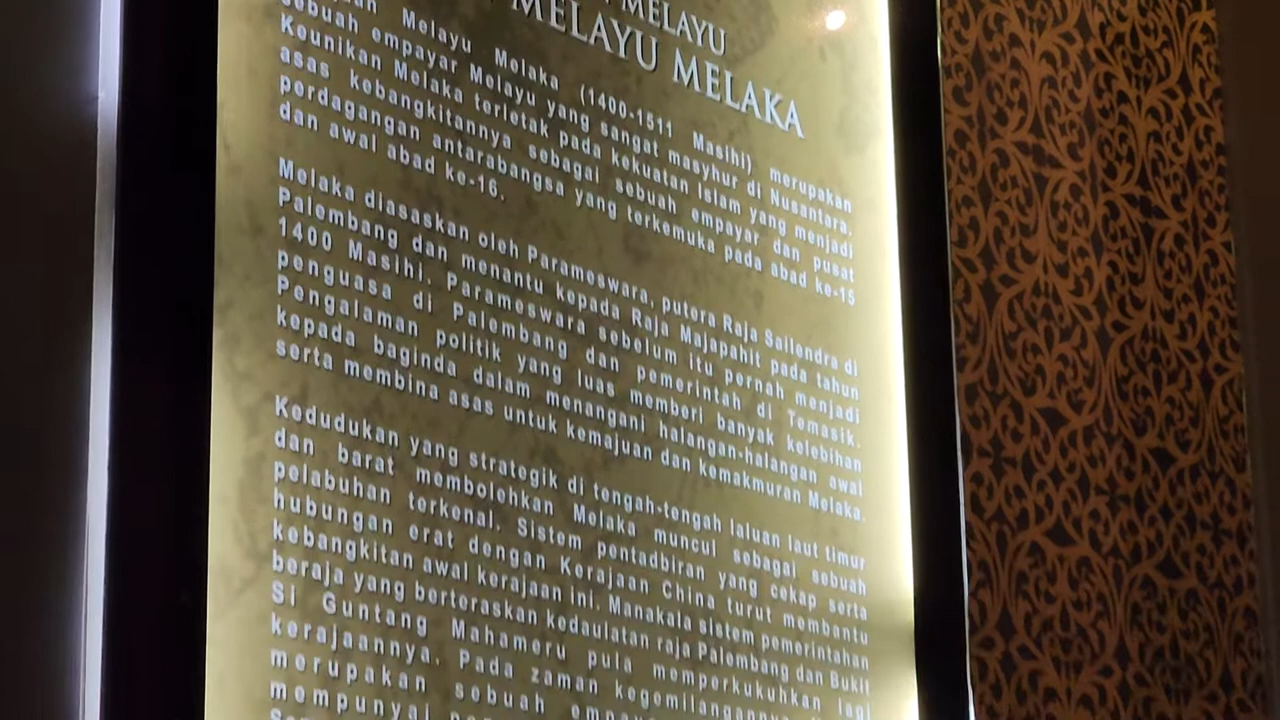 MELAYU
MELAYU MELAKA
Melayu Melaka (1400-1511 Masihi) merupakan
sebuah empayar Melayu yang sangat masyhur di Nusantara.
Keunikan Melaka terletak pada kekuatan Islam yang menjadi
asas kebangkitannya sebagai sebuah empayar dan pusat
perdagangan antarabangsa yang terkemuka pada abad ke-15
dan awal abad ke-16.
Melaka diasaskan oleh Parameswara, putera Raja Sailendra di
Palembang dan menantu kepada Raja Majapahit pada tahun
1400 Masihi. Parameswara sebelum itu pernah menjadi
penguasa di Palembang dan pemerintah di Temasik.
Pengalaman politik yang luas memberi banyak kelebihan
kepada baginda dalam menangani halangan-halangan awal
serta membina asas untuk kemajuan dan kemakmuran Melaka.
Kedudukan yang strategik di tengah-tengah laluan laut timur
dan barat membolehkan Melaka muncul sebagai sebuah
pelabuhan terkenal. Sistem pentadbiran yang cekap serta
hubungan erat dengan Kerajaan China turut membantu
kebangkitan awal kerajaan ini. Manakala sistem pemerintahan
beraja yang berteraskan kedaulatan raja Palembang dan Bukit
Si Guntang Mahameru pula memperkukuhkan lagi
kerajaannya. Pada zaman kegemilangannya
merupakan sebuah
mempunyai